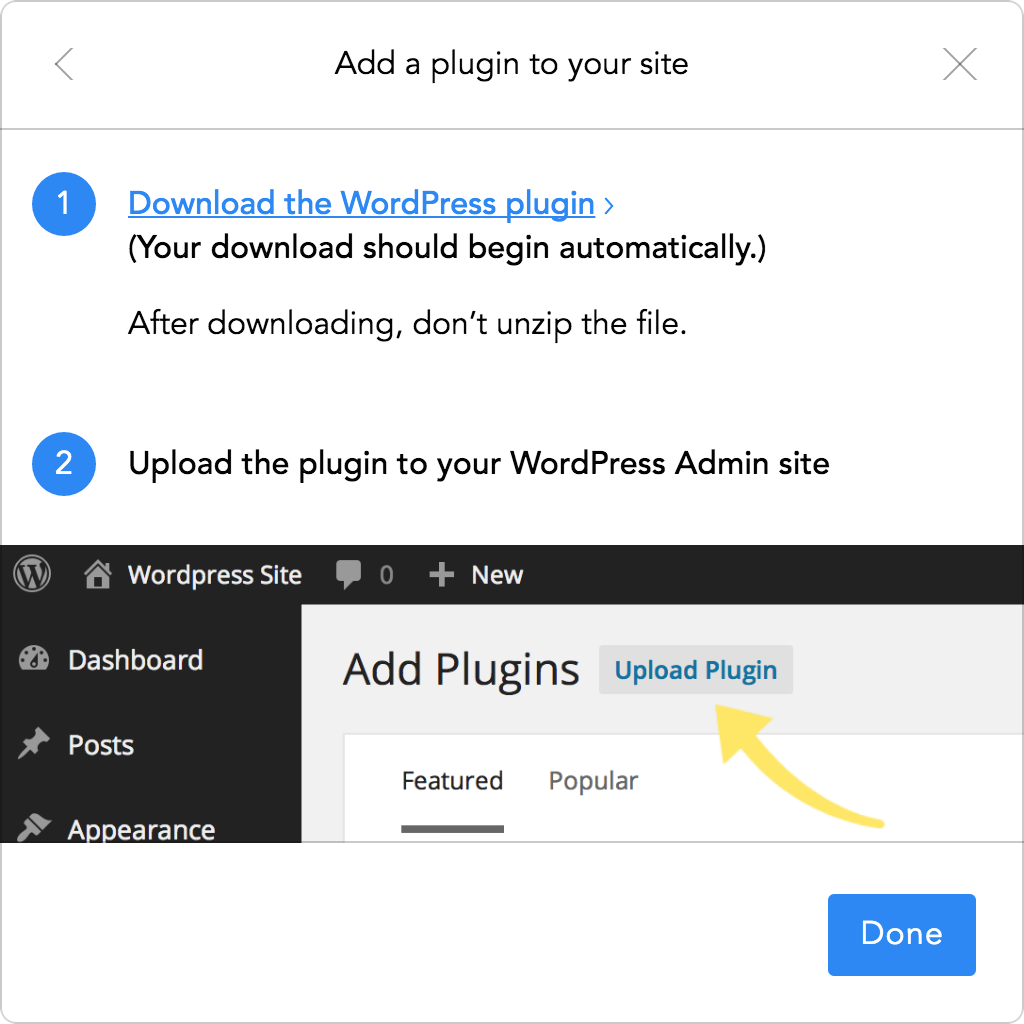 Add a plugin to your site
1
Download the WordPress plugin ›
(Your download should begin automatically.)
After downloading, don’t unzip the file.
2
Upload the plugin to your WordPress Admin site
Wordpress Site 0 New
Dashboard
Add Plugins Upload Plugin
Posts
Featured Popular
Appearance
Done